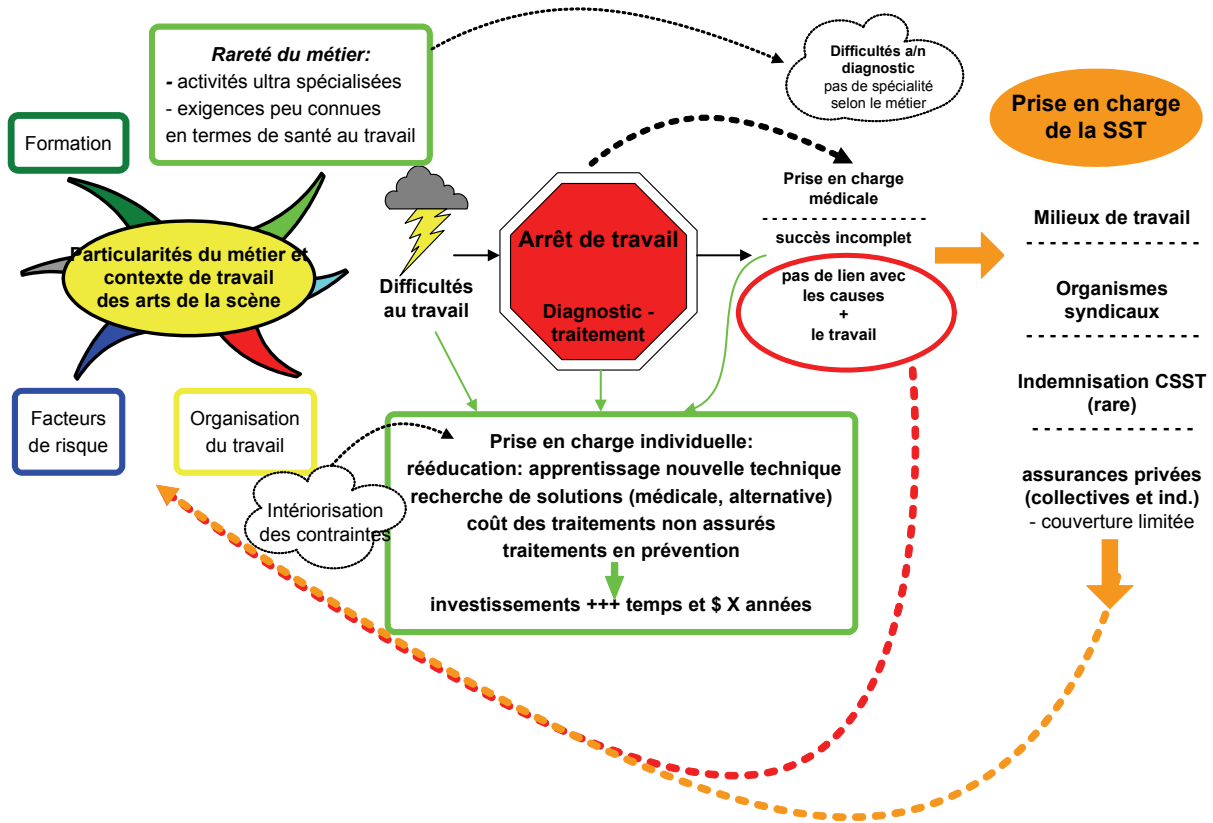 Rareté du métier:
- activités ultra spécialisées
- exigences peu connues
en termes de santé au travail
Difficultés a/n
diagnostic
pas de spécialité
selon le métier
Prise en charge
de la SST
Formation
Particularités du métier et
contexte de travail
des arts de la scène
Facteurs
de risque
Organisation
du travail
Difficultés
au travail
Arrêt de travail
Diagnostic -
traitement
Prise en charge
médicale
succès incomplet
pas de lien avec
les causes
+
le travail
Milieux de travail
Organismes
syndicaux
Indemnisation CSST
(rare)
assurances privées
(collectives et ind.)
- couverture limitée
Intériorisation
des contraintes
Prise en charge individuelle:
rééducation: apprentissage nouvelle technique
recherche de solutions (médicale, alternative)
coût des traitements non assurés
traitements en prévention
investissements +++ temps et $ X années